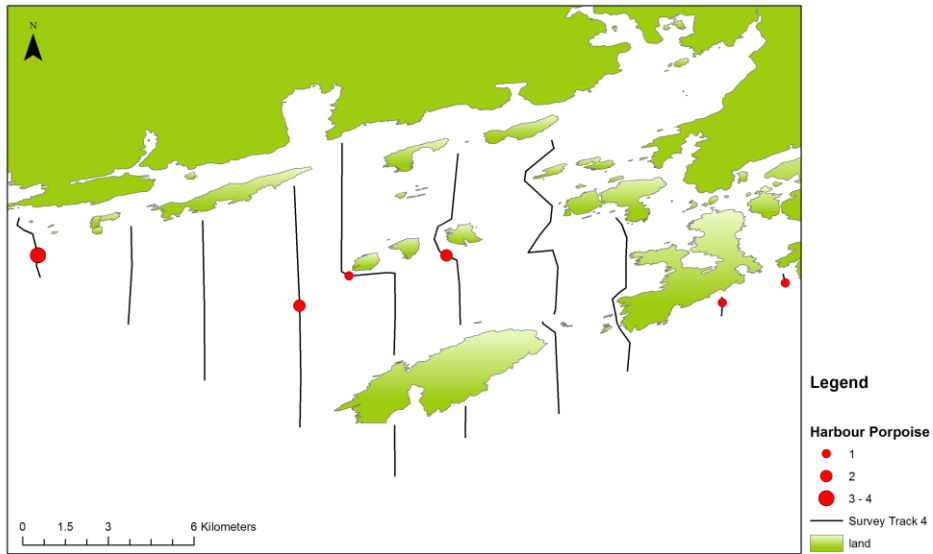 N
0 1.5 3 6 Kilometers
Legend
Harbour Porpoise
1
2
3 - 4
Survey Track 4
land